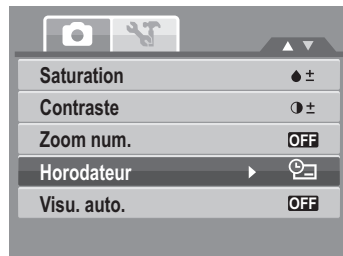 Saturation
Contraste
Zoom num. OFF
Horodateur
Visu. auto. OFF